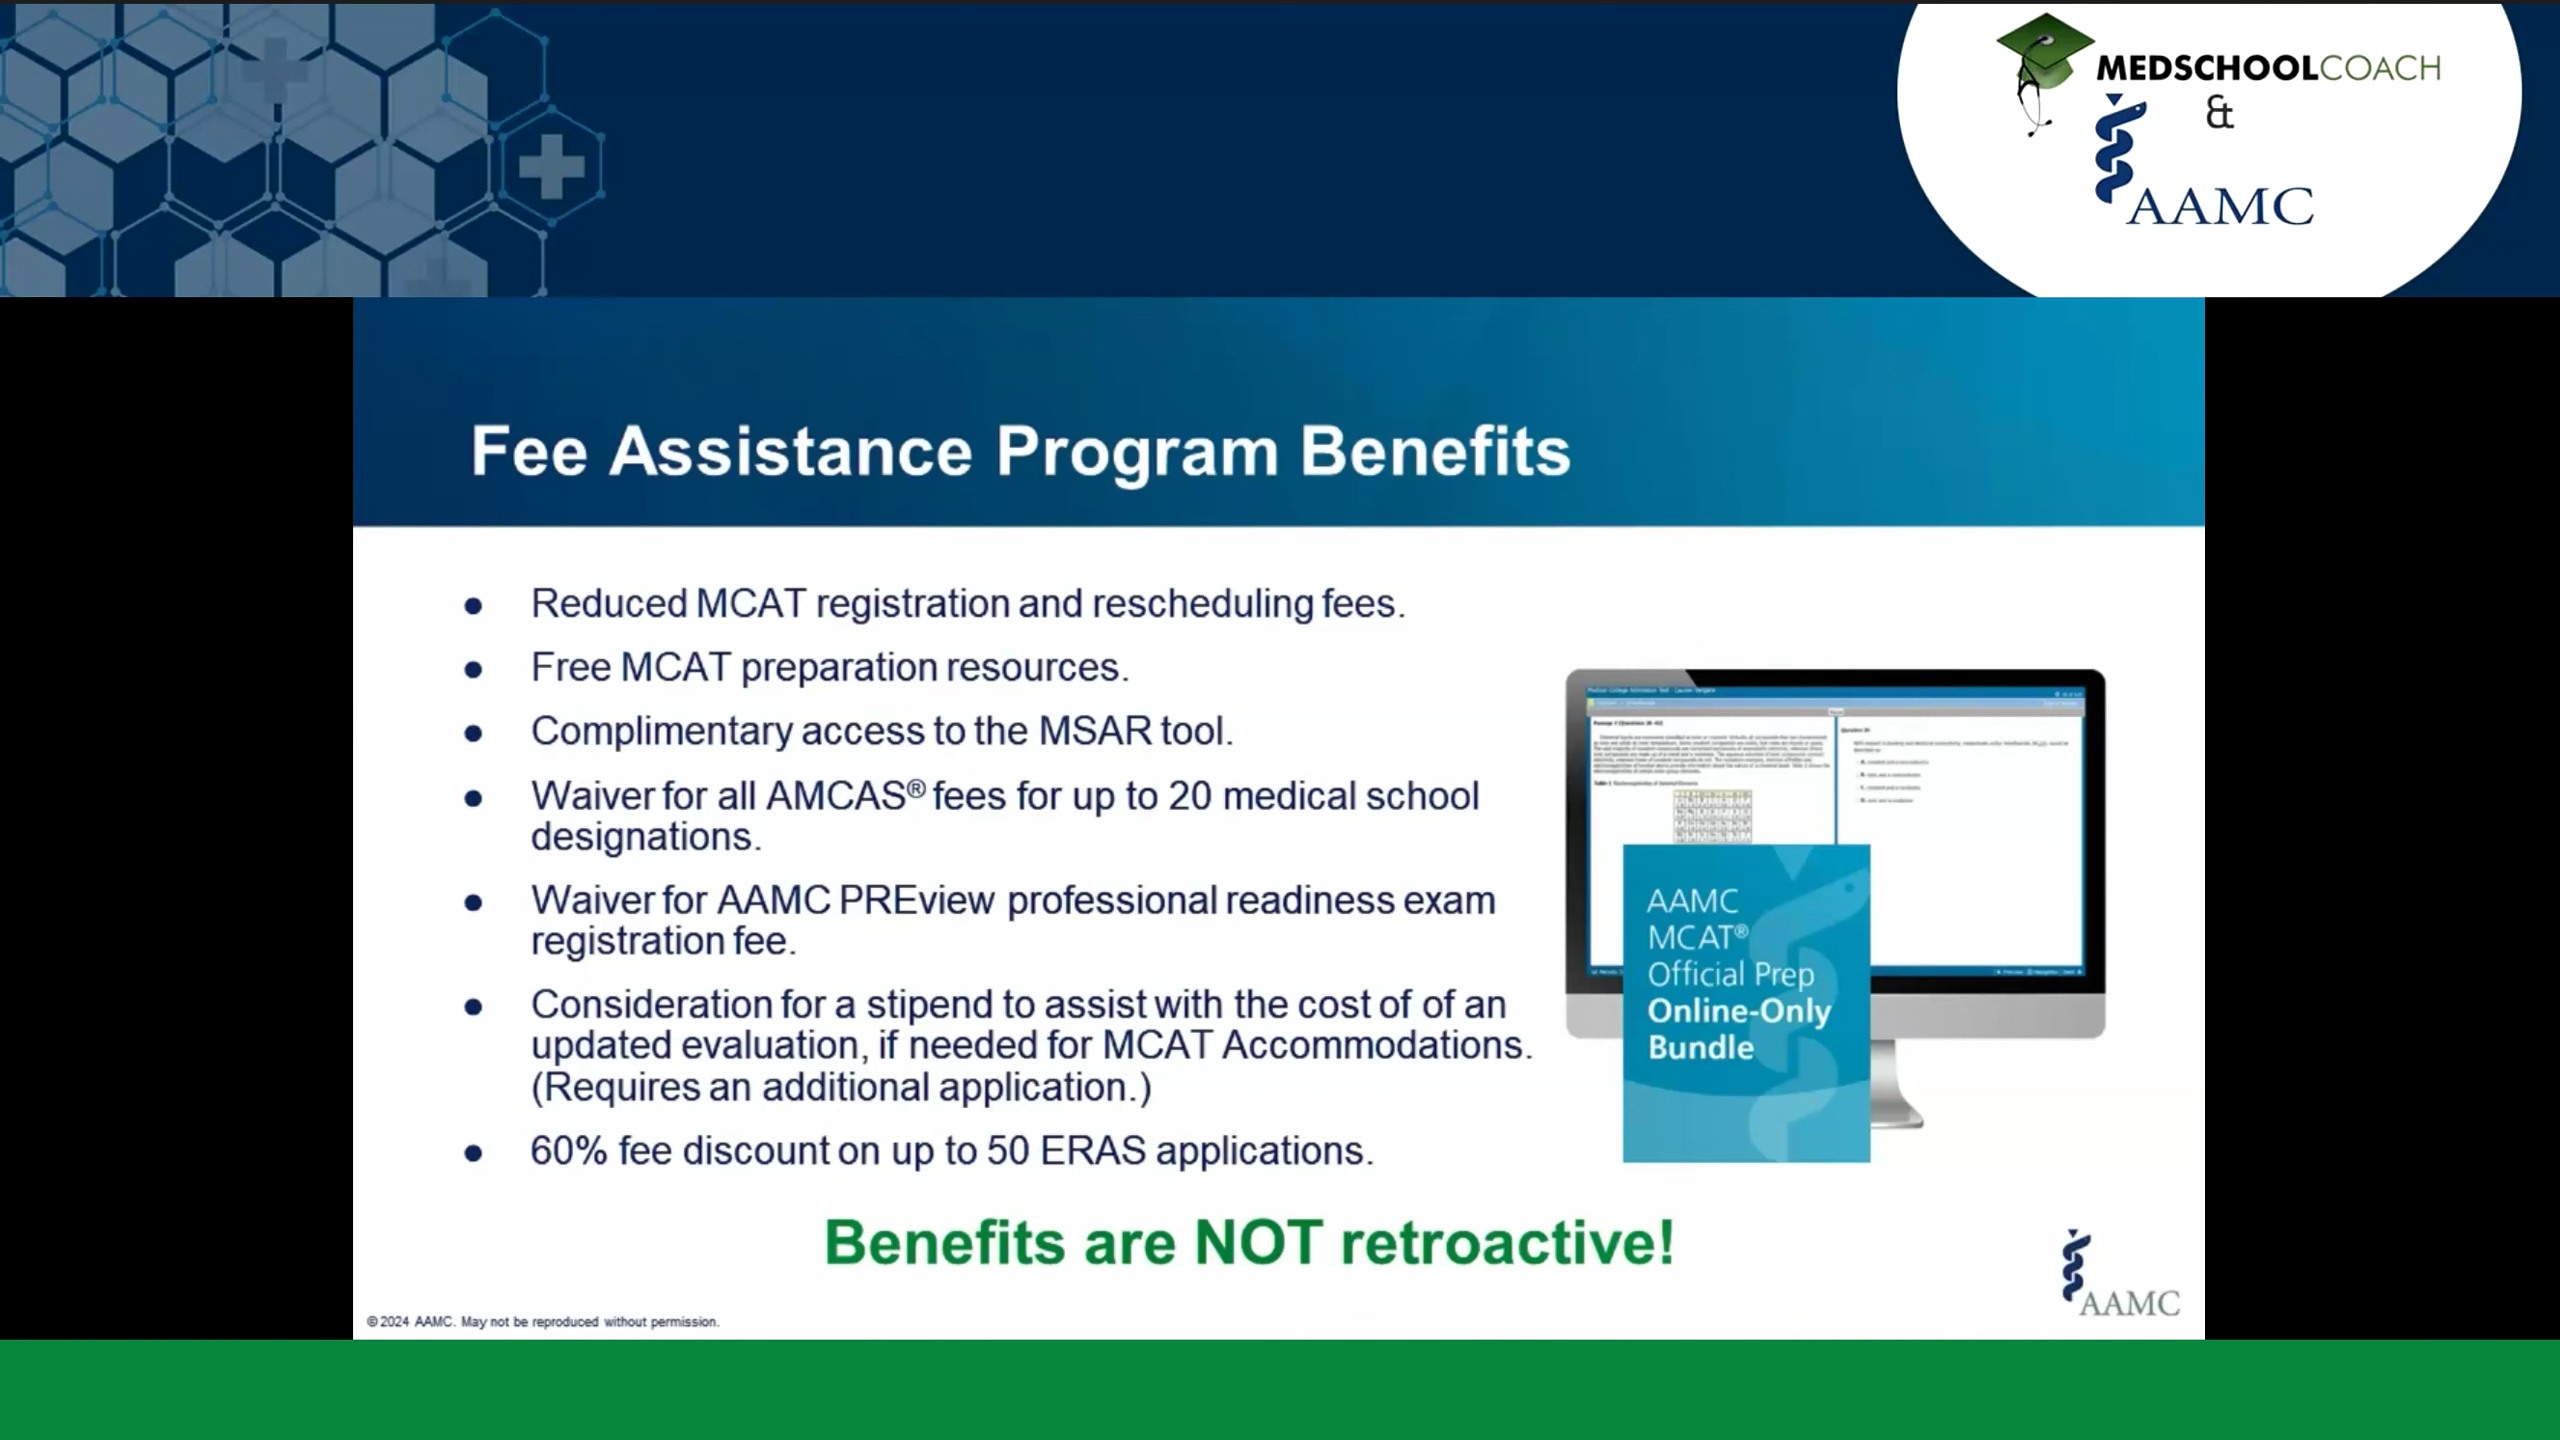 MEDSCHOOLCOACH
&
AAMC
Fee Assistance Program Benefits
● Reduced MCAT registration and rescheduling fees.
● Free MCAT preparation resources.
● Complimentary access to the MSAR tool.
● Waiver for all AMCAS® fees for up to 20 medical school
designations.
● Waiver for AAMC PREview professional readiness exam
registration fee.
● Consideration for a stipend to assist with the cost of of an
updated evaluation, if needed for MCAT Accommodations.
(Requires an additional application.)
● 60% fee discount on up to 50 ERAS applications.
AAMC
MCAT®
Official Prep
Online-Only
Bundle
Benefits are NOT retroactive!
AAMC
© 2024 AAMC. May not be reproduced without permission.